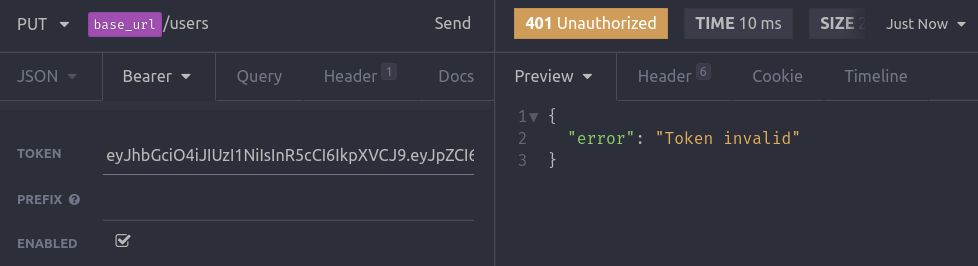 PUT base_url/users Send
401 Unauthorized TIME 10 ms SIZE 2 Just Now
JSON Bearer Query Header 1 Docs
Preview Header 6 Cookie Timeline
TOKEN eyJhbGciO4iJIUzI1NiIsInR5cCI6IkpXVCJ9.eyJpZCI6
PREFIX ?
ENABLED
1 {
2 "error": "Token invalid"
3 }